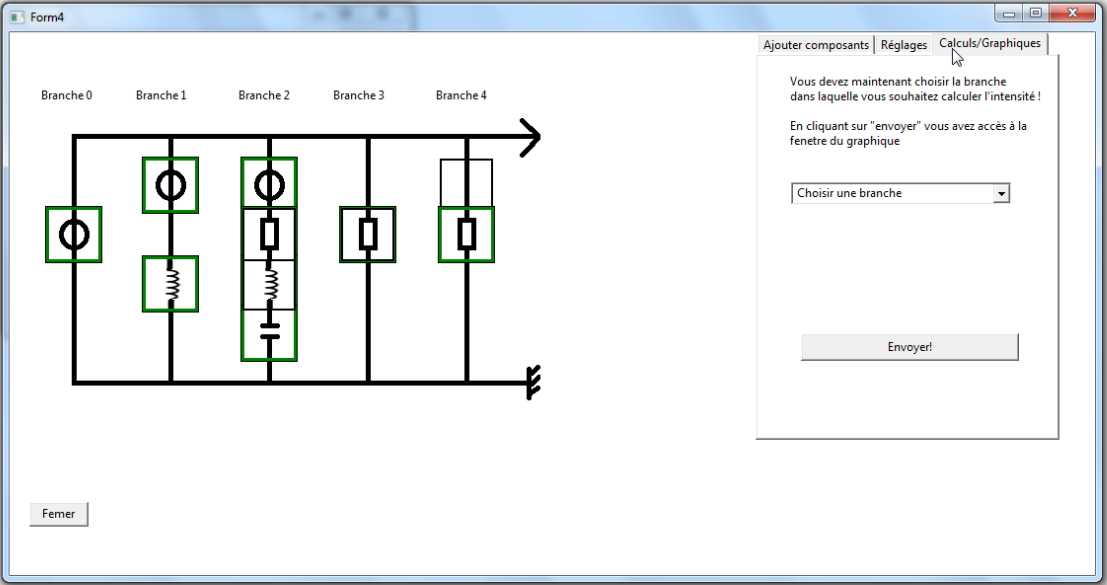 Form4
Ajouter composants Réglages Calculs/Graphiques
Vous devez maintenant choisir la branche
dans laquelle vous souhaitez calculer l'intensité !
En cliquant sur "envoyer" vous avez accès à la
fenetre du graphique
Choisir une branche
Envoyer!
Branche 0 Branche 1 Branche 2 Branche 3 Branche 4
Femer